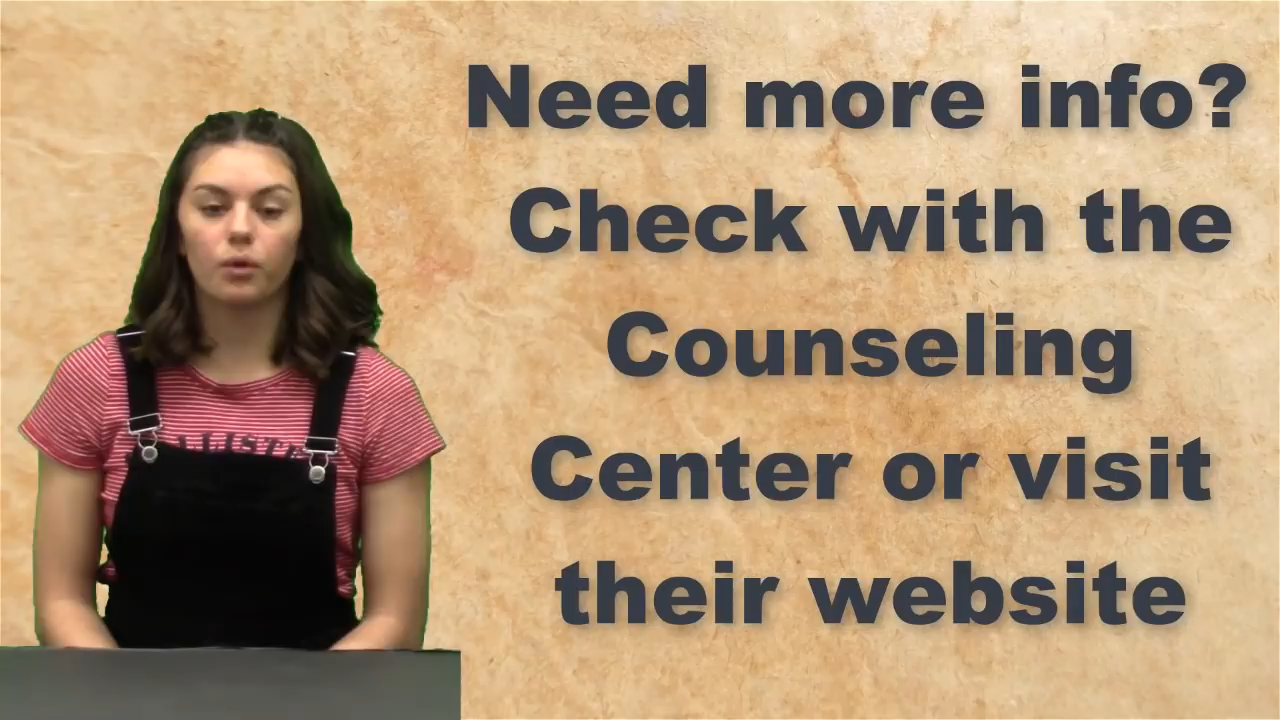 Need more info?
Check with the
Counseling
Center or visit
their website